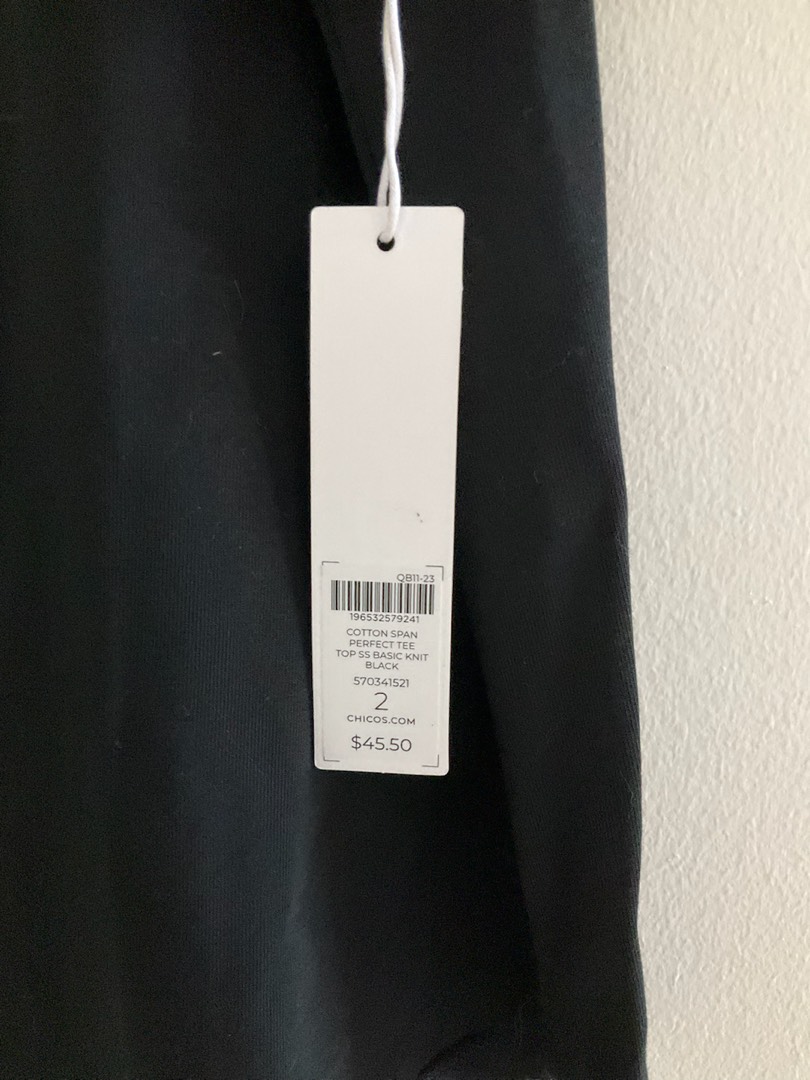 QB11-23
196532579241
COTTON SPAN
PERFECT TEE
TOP SS BASIC KNIT
BLACK
570341521
2
CHICOS.COM
$45.50